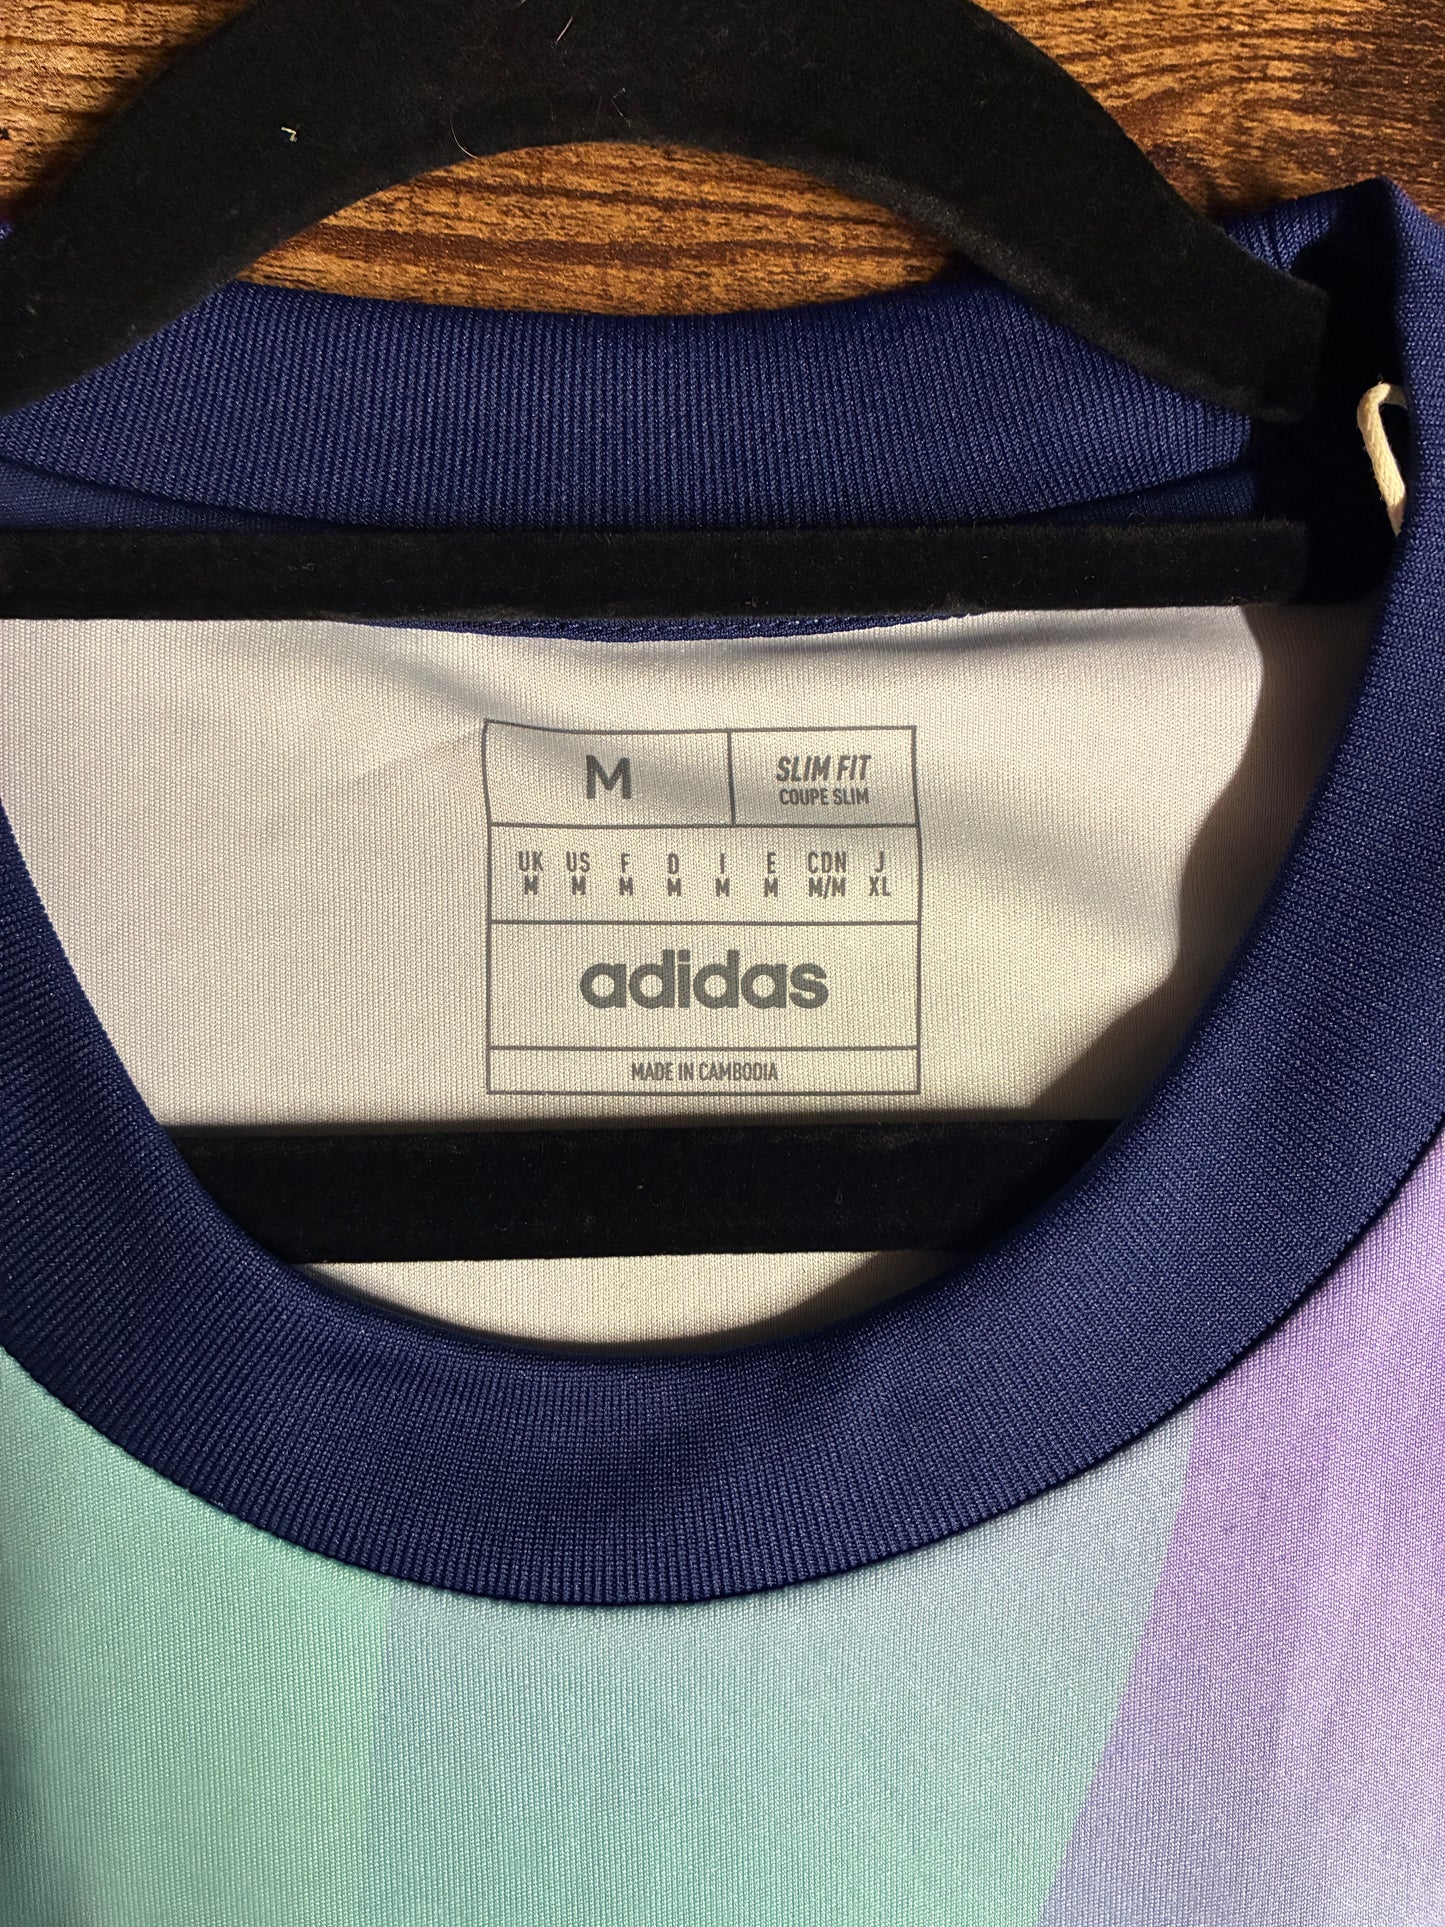 M
SLIM FIT
COUPE SLIM
UK US F D I E CDN J
M M M M M M M/M XL
adidas
MADE IN CAMBODIA